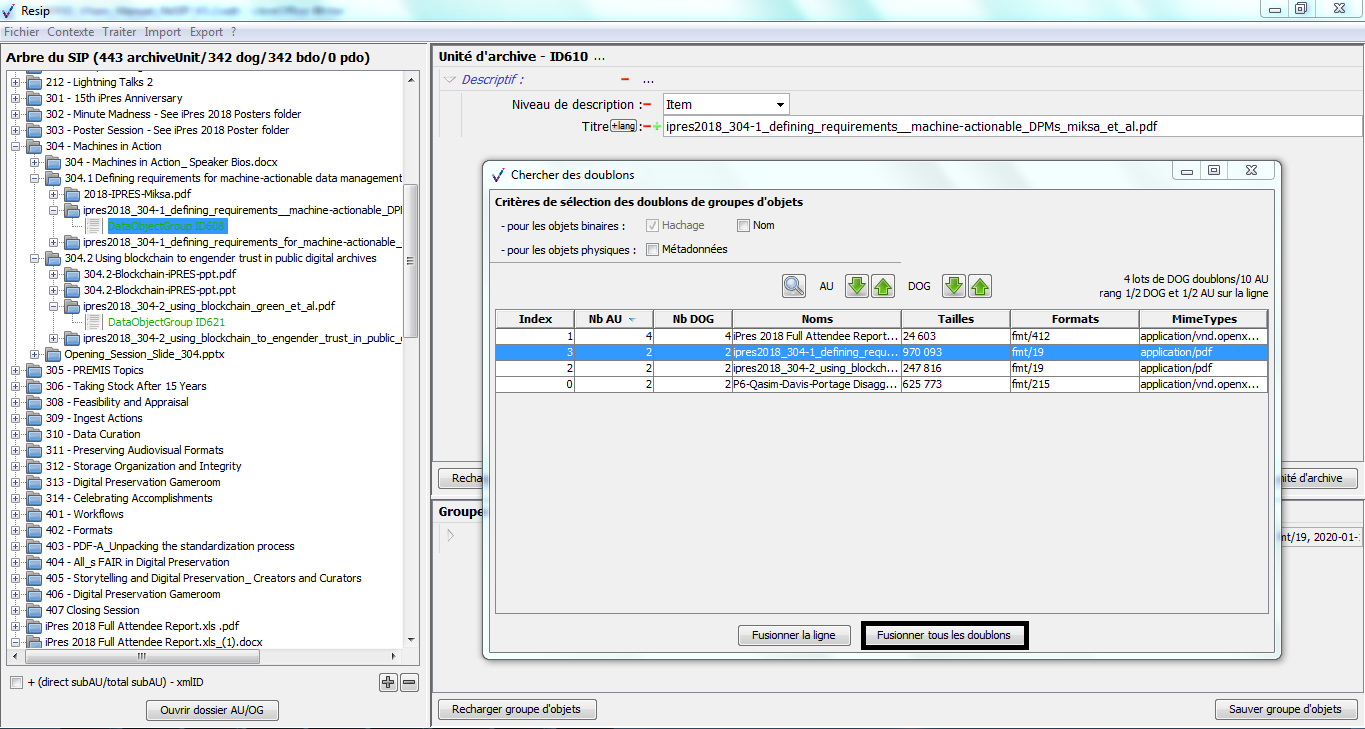 Resip
Fichier Contexte Traiter Import Export ?
Arbre du SIP (443 archiveUnit/342 dog/342 bdo/0 pdo)
212 - Lightning Talks 2
301 - 15th iPres Anniversary
302 - Minute Madness - See iPres 2018 Posters folder
303 - Poster Session - See iPres 2018 Poster folder
304 - Machines in Action
304 - Machines in Action_ Speaker Bios.docx
304.1 Defining requirements for machine-actionable data management
2018-IPRES-Miksa.pdf
ipres2018_304-1_defining_requirements__machine-actionable_DPM
DataObjectGroup ID603
ipres2018_304-1_defining_requirements_for_machine-actionable_
304.2 Using blockchain to engender trust in public digital archives
304.2-Blockchain-iPRES-ppt.pdf
304.2-Blockchain-iPRES-ppt.ppt
ipres2018_304-2_using_blockchain_green_et_al.pdf
DataObjectGroup ID621
ipres2018_304-2_using_blockchain_to_engender_trust_in_public_
Opening_Session_Slide_304.pptx
305 - PREMIS Topics
306 - Taking Stock After 15 Years
308 - Feasibility and Appraisal
309 - Ingest Actions
310 - Data Curation
311 - Preserving Audiovisual Formats
312 - Storage Organization and Integrity
313 - Digital Preservation Gameroom
314 - Celebrating Accomplishments
401 - Workflows
402 - Formats
403 - PDF-A_Unpacking the standardization process
404 - All_s FAIR in Digital Preservation
405 - Storytelling and Digital Preservation_ Creators and Curators
406 - Digital Preservation Gameroom
407 Closing Session
iPres 2018 Full Attendee Report.xls .pdf
iPres 2018 Full Attendee Report.xls_(1).docx
+ (direct subAU/total subAU) - xmlID
Ouvrir dossier AU/OG
Unité d'archive - ID610 ...
Descriptif : ...
Niveau de description : Item
Titre +lang : ipres2018_304-1_defining_requirements__machine-actionable_DPMs_miksa_et_al.pdf
Recha
nité d'archive
Groupe
mt/19, 2020-01-
Recharger groupe d'objets
Sauver groupe d'objets
Chercher des doublons
Critères de sélection des doublons de groupes d'objets
- pour les objets binaires : Hachage Nom
- pour les objets physiques : Métadonnées
AU DOG
4 lots de DOG doublons/10 AU
rang 1/2 DOG et 1/2 AU sur la ligne
Index Nb AU Nb DOG Noms Tailles Formats MimeTypes
1 4 4 iPres 2018 Full Attendee Report... 24 603 fmt/412 application/vnd.openx...
3 2 2 ipres2018_304-1_defining_requ... 970 093 fmt/19 application/pdf
2 2 2 ipres2018_304-2_using_blockch... 247 816 fmt/19 application/pdf
0 2 2 P6-Qasim-Davis-Portage Disagg... 625 773 fmt/215 application/vnd.openx...
Fusionner la ligne
Fusionner tous les doublons